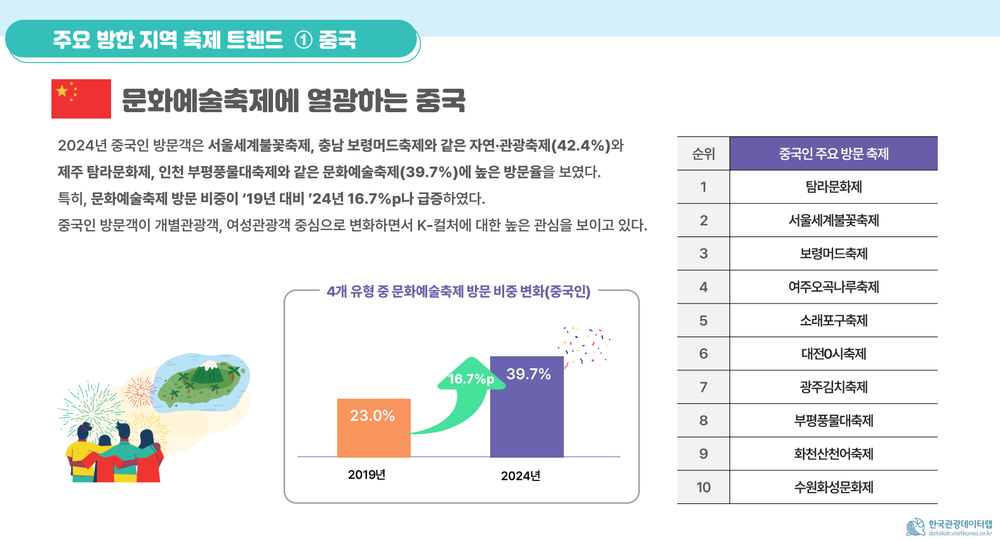 주요 방한 지역 축제 트렌드 ① 중국
문화예술축제에 열광하는 중국
2024년 중국인 방문객은 서울세계불꽃축제, 충남 보령머드축제와 같은 자연·관광축제(42.4%)와
제주 탐라문화제, 인천 부평풍물대축제와 같은 문화예술축제(39.7%)에 높은 방문율을 보였다.
특히, 문화예술축제 방문 비중이 ‘19년 대비 ’24년 16.7%p나 급증하였다.
중국인 방문객이 개별관광객, 여성관광객 중심으로 변화하면서 K-컬처에 대한 높은 관심을 보이고 있다.
4개 유형 중 문화예술축제 방문 비중 변화(중국인)
23.0%
16.7%p
39.7%
2019년
2024년
순위 중국인 주요 방문 축제
1 탐라문화제
2 서울세계불꽃축제
3 보령머드축제
4 여주오곡나루축제
5 소래포구축제
6 대전0시축제
7 광주김치축제
8 부평풍물대축제
9 화천산천어축제
10 수원화성문화제
한국관광데이터랩
datalab.visitkorea.or.kr